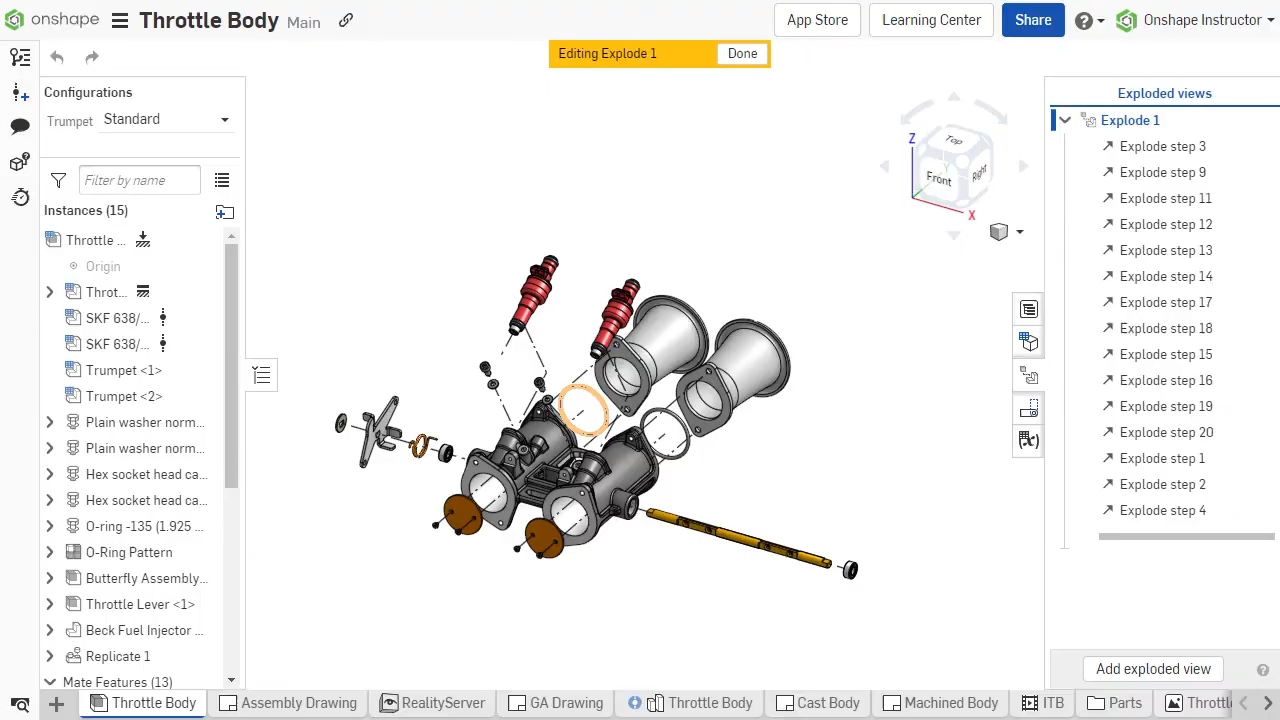 onshape Throttle Body Main App Store Learning Center Share Onshape Instructor
Editing Explode 1 Done
Configurations
Trumpet Standard
Filter by name
Instances (15)
Throttle ...
Origin
Throt...
SKF 638/...
SKF 638/...
Trumpet <1>
Trumpet <2>
Plain washer norm...
Plain washer norm...
Hex socket head ca...
Hex socket head ca...
O-ring -135 (1.925 ...
O-Ring Pattern
Butterfly Assembly...
Throttle Lever <1>
Beck Fuel Injector ...
Replicate 1
Mate Features (13)
Top
Front
Right
Z
Y
X
Exploded views
Explode 1
Explode step 3
Explode step 9
Explode step 11
Explode step 12
Explode step 13
Explode step 14
Explode step 17
Explode step 18
Explode step 15
Explode step 16
Explode step 19
Explode step 20
Explode step 1
Explode step 2
Explode step 4
Add exploded view
Throttle Body Assembly Drawing RealityServer GA Drawing Throttle Body Cast Body Machined Body ITB Parts Throttl